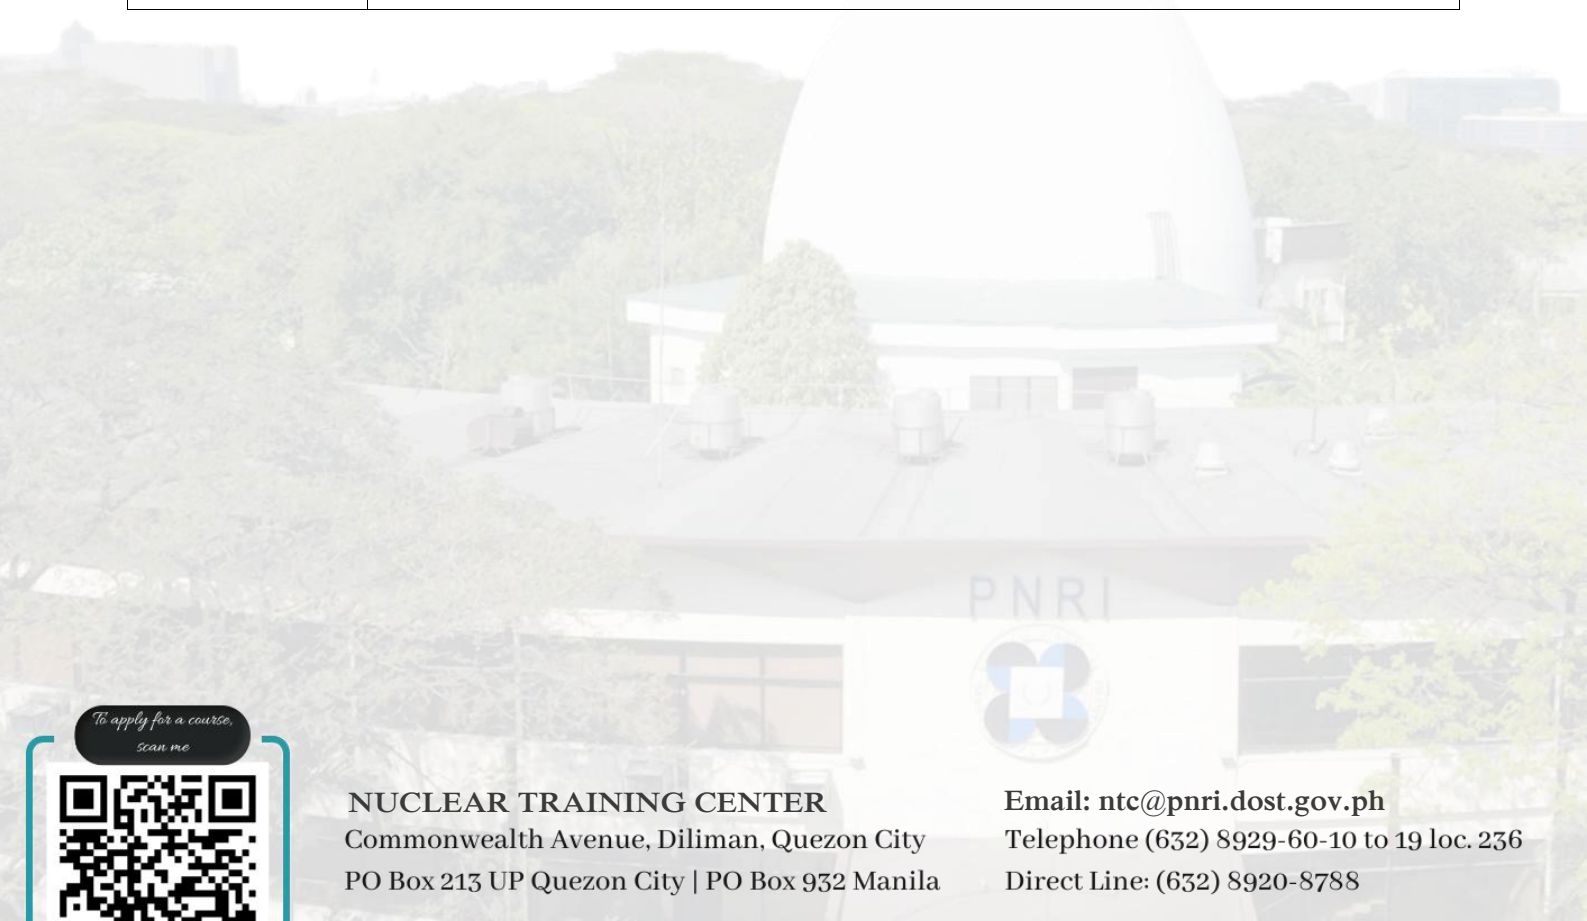 PNRI
To apply for a course,
scan me
NUCLEAR TRAINING CENTER
Commonwealth Avenue, Diliman, Quezon City
PO Box 213 UP Quezon City | PO Box 932 Manila
Email: ntc@pnri.dost.gov.ph
Telephone (632) 8929-60-10 to 19 loc. 236
Direct Line: (632) 8920-8788